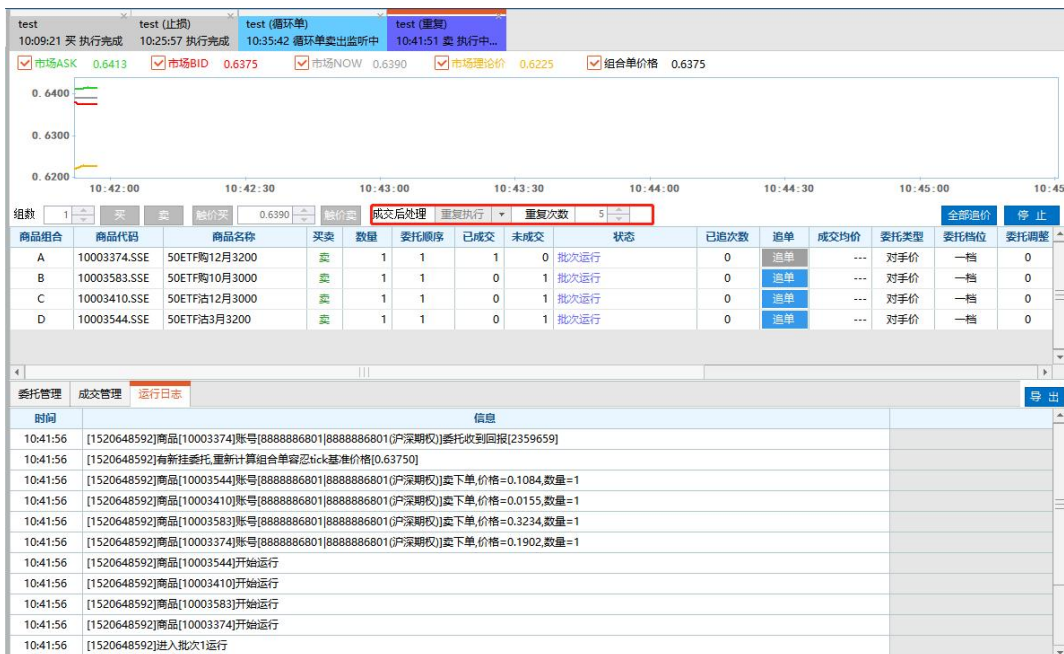 test test (止损) test (循环单) test (重复)
10:09:21 买 执行完成 10:25:57 执行完成 10:35:42 循环单卖出监听中 10:41:51 卖 执行中...
市场ASK 0.6413 市场BID 0.6375 市场NOW 0.6390 市场理论价 0.6225 组合单价格 0.6375
0.6400
0.6300
0.6200
10:42:00 10:42:30 10:43:00 10:43:30 10:44:00 10:44:30 10:45:00 10:45
组数 1 买 卖 触价买 0.6390 触价卖 成交后处理 重复执行 重复次数 5 全部追价 停 止
商品组合 商品代码 商品名称 买卖 数量 委托顺序 已成交 未成交 状态 已追次数 追单 成交均价 委托类型 委托档位 委托调整
A 10003374.SSE 50ETF购12月3200 卖 1 1 1 0 批次运行 0 追单 --- 对手价 一档 0
B 10003583.SSE 50ETF购10月3000 卖 1 1 0 1 批次运行 0 追单 --- 对手价 一档 0
C 10003410.SSE 50ETF沽12月3000 卖 1 1 0 1 批次运行 0 追单 --- 对手价 一档 0
D 10003544.SSE 50ETF沽3月3200 卖 1 1 0 1 批次运行 0 追单 --- 对手价 一档 0
委托管理 成交管理 运行日志 导 出
时间 信息
10:41:56 [1520648592]商品[10003374]账号[8888886801|8888886801(沪深期权)]委托收到回报[2359659]
10:41:56 [1520648592]有新挂委托,重新计算组合单容忍tick基准价格[0.63750]
10:41:56 [1520648592]商品[10003544]账号[8888886801|8888886801(沪深期权)]卖下单,价格=0.1084,数量=1
10:41:56 [1520648592]商品[10003410]账号[8888886801|8888886801(沪深期权)]卖下单,价格=0.0155,数量=1
10:41:56 [1520648592]商品[10003583]账号[8888886801|8888886801(沪深期权)]卖下单,价格=0.3234,数量=1
10:41:56 [1520648592]商品[10003374]账号[8888886801|8888886801(沪深期权)]卖下单,价格=0.1902,数量=1
10:41:56 [1520648592]商品[10003544]开始运行
10:41:56 [1520648592]商品[10003410]开始运行
10:41:56 [1520648592]商品[10003583]开始运行
10:41:56 [1520648592]商品[10003374]开始运行
10:41:56 [1520648592]进入批次1运行